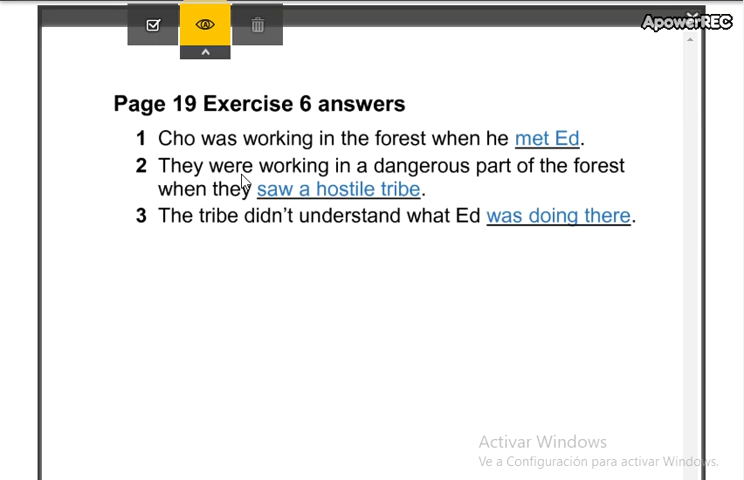 ApowerREC
Page 19 Exercise 6 answers
1 Cho was working in the forest when he met Ed.
2 They were working in a dangerous part of the forest
when they saw a hostile tribe.
3 The tribe didn't understand what Ed was doing there.
Activar Windows
Ve a Configuración para activar Windows.